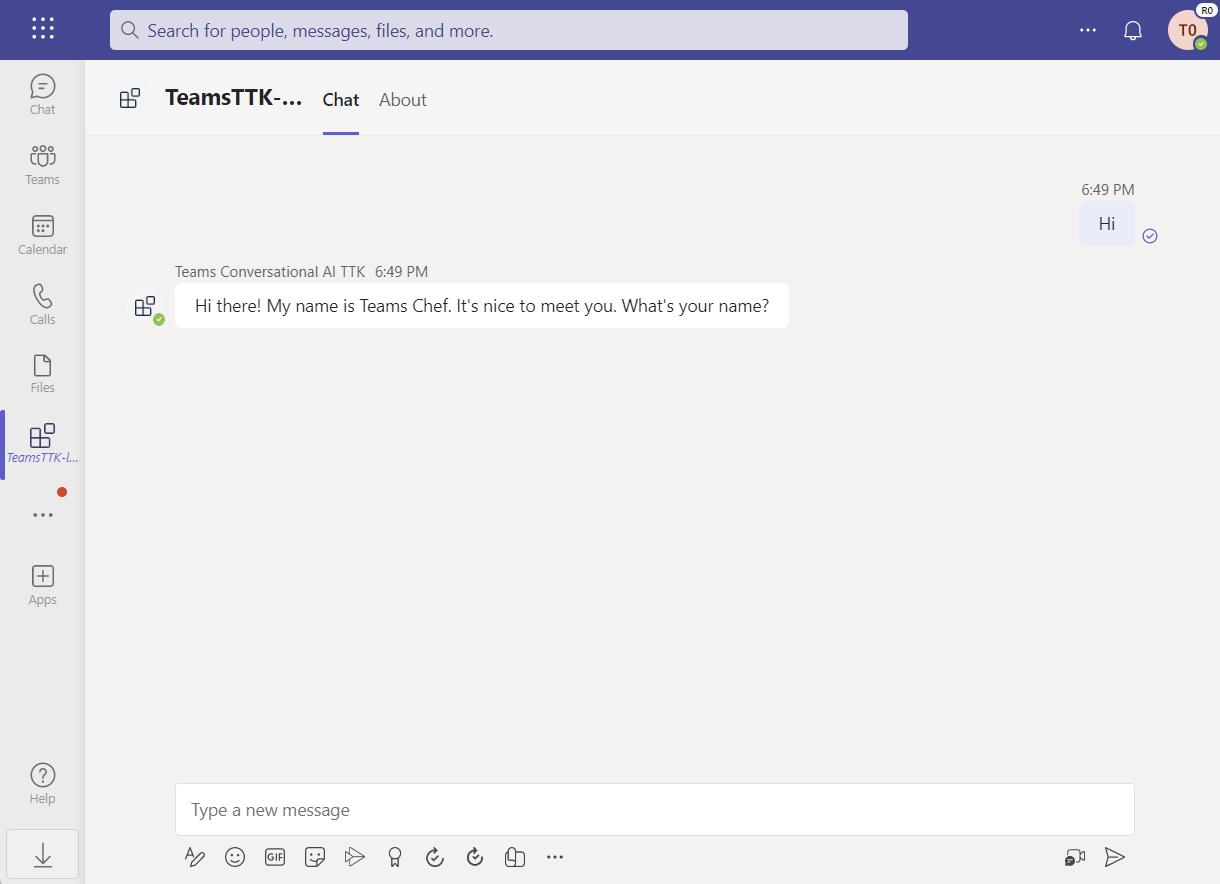 Search for people, messages, files, and more.
RO
T0
Chat
Teams
Calendar
Calls
Files
TeamsTTK-l...
Apps
Help
TeamsTTK-...
Chat
About
6:49 PM
Hi
Teams Conversational AI TTK 6:49 PM
Hi there! My name is Teams Chef. It's nice to meet you. What's your name?
Type a new message
GIF